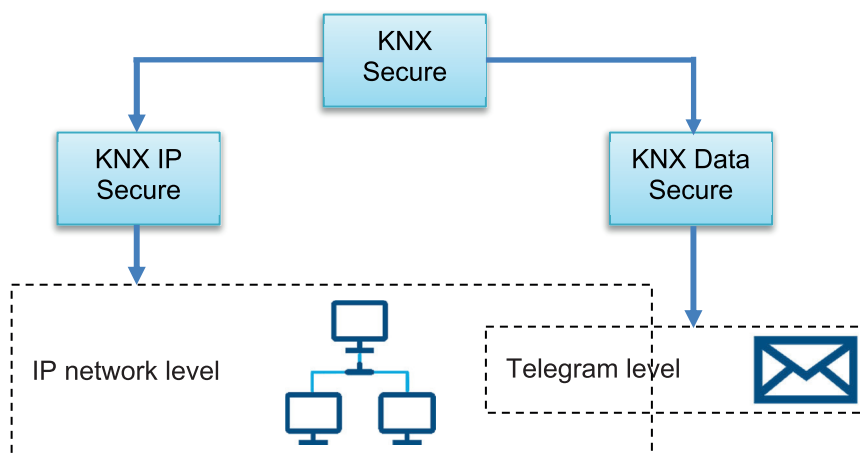 KNX
Secure
KNX IP
Secure
KNX Data
Secure
IP network level
Telegram level